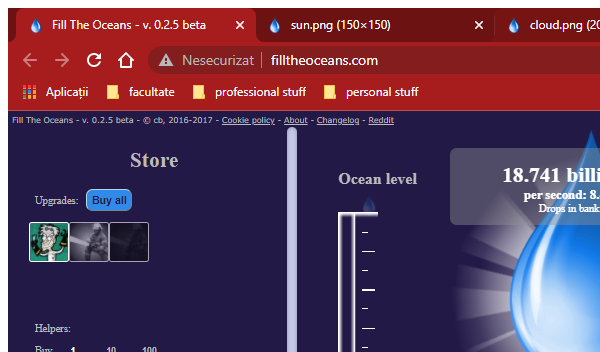 Fill The Oceans - v. 0.2.5 beta
sun.png (150×150)
cloud.png (20
Nesecurizat
filltheoceans.com
Aplicații
facultate
professional stuff
personal stuff
Fill The Oceans - v. 0.2.5 beta - © cb, 2016-2017 - Cookie policy - About - Changelog - Reddit
Store
Upgrades: Buy all
Helpers:
Buy 1 10 100
Ocean level
18.741 billi
per second: 8.
Drops in bank